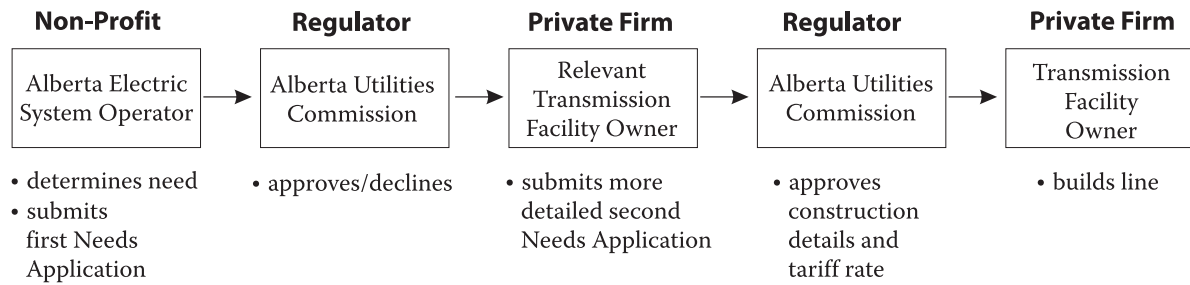 Non-Profit
Alberta Electric
System Operator
• determines need
• submits
first Needs
Application
Regulator
Alberta Utilities
Commission
• approves/declines
Private Firm
Relevant
Transmission
Facility Owner
• submits more
detailed second
Needs Application
Regulator
Alberta Utilities
Commission
• approves
construction
details and
tariff rate
Private Firm
Transmission
Facility
Owner
• builds line